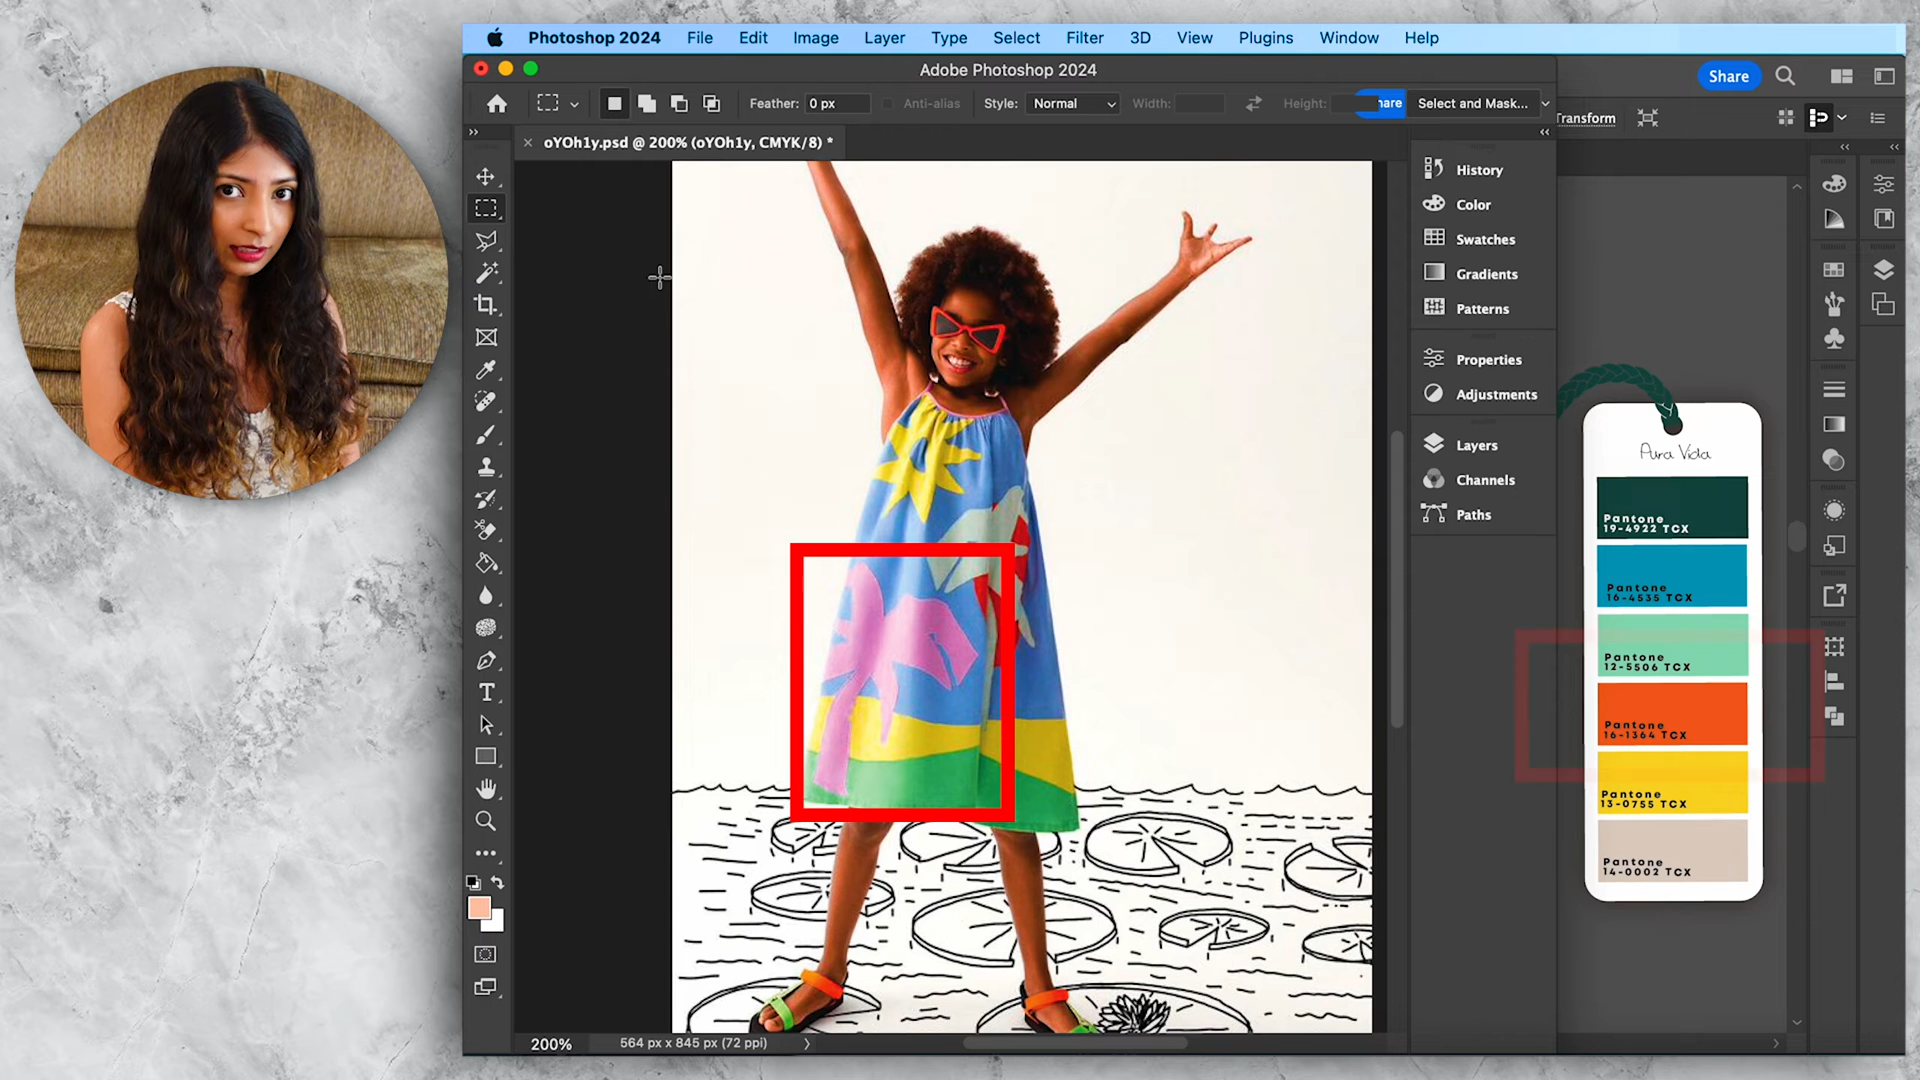 Photoshop 2024 File Edit Image Layer Type Select Filter 3D View Plugins Window Help
Adobe Photoshop 2024
Share
Feather: 0 px Anti-alias Style: Normal Width: Height: hare Select and Mask...
Transform
× oYOh1y.psd @ 200% (oYOh1y, CMYK/8) *
History
Color
Swatches
Gradients
Patterns
Properties
Adjustments
Layers
Channels
Paths
Pura Vida
Pantone
19-4922 TCX
Pantone
16-4535 TCX
Pantone
12-5506 TCX
Pantone
16-1364 TCX
Pantone
13-0755 TCX
Pantone
14-0002 TCX
200% 564 px x 845 px (72 ppi)